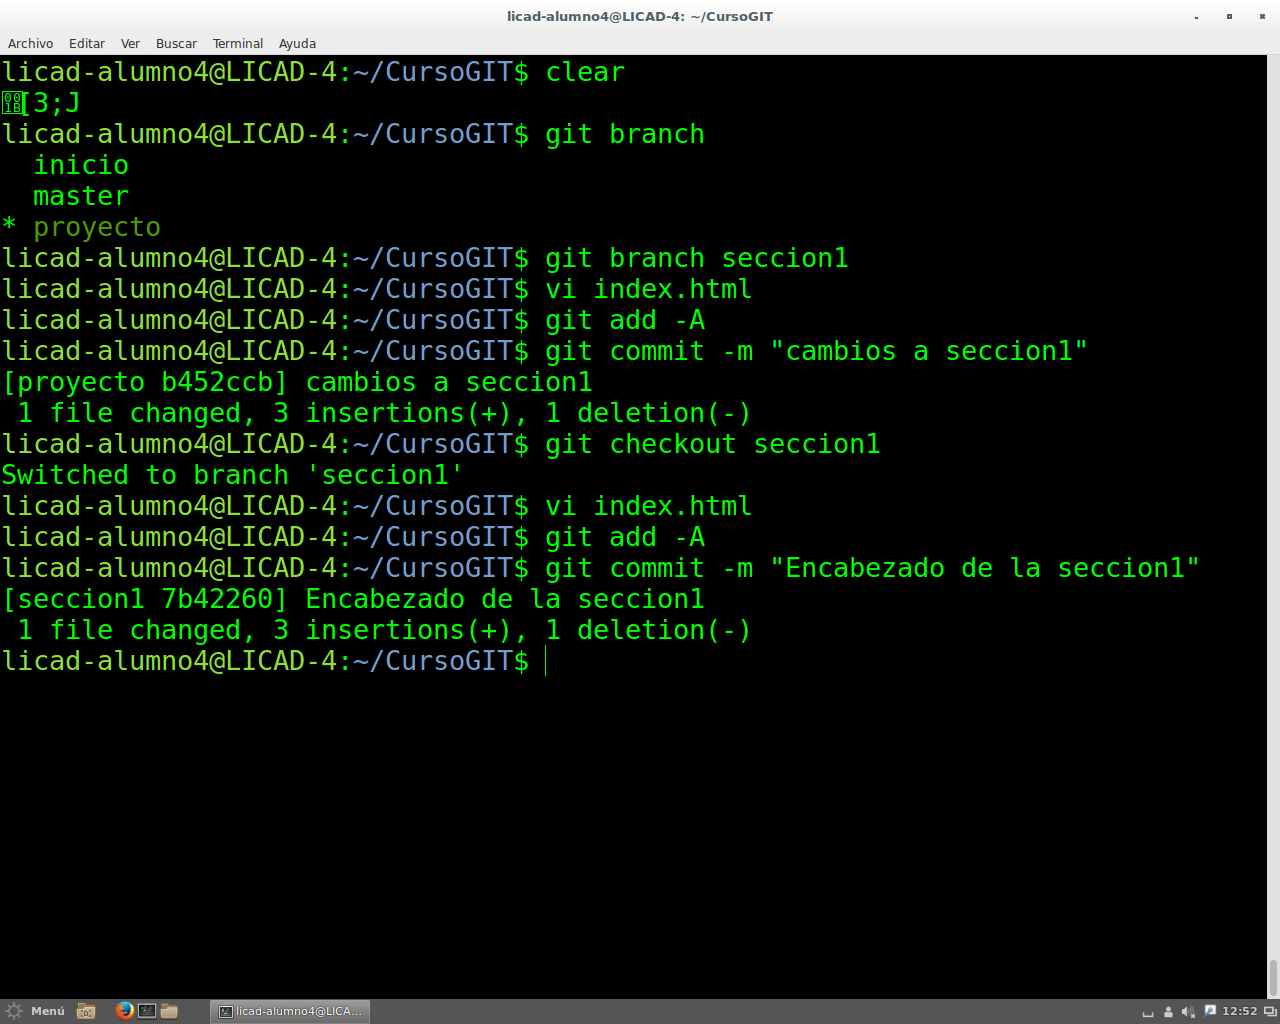 licad-alumno4@LICAD-4: ~/CursoGIT
Archivo Editar Ver Buscar Terminal Ayuda
licad-alumno4@LICAD-4:~/CursoGIT$ clear
001B[3;J
licad-alumno4@LICAD-4:~/CursoGIT$ git branch
  inicio
  master
* proyecto
licad-alumno4@LICAD-4:~/CursoGIT$ git branch seccion1
licad-alumno4@LICAD-4:~/CursoGIT$ vi index.html
licad-alumno4@LICAD-4:~/CursoGIT$ git add -A
licad-alumno4@LICAD-4:~/CursoGIT$ git commit -m "cambios a seccion1"
[proyecto b452ccb] cambios a seccion1
 1 file changed, 3 insertions(+), 1 deletion(-)
licad-alumno4@LICAD-4:~/CursoGIT$ git checkout seccion1
Switched to branch 'seccion1'
licad-alumno4@LICAD-4:~/CursoGIT$ vi index.html
licad-alumno4@LICAD-4:~/CursoGIT$ git add -A
licad-alumno4@LICAD-4:~/CursoGIT$ git commit -m "Encabezado de la seccion1"
[seccion1 7b42260] Encabezado de la seccion1
 1 file changed, 3 insertions(+), 1 deletion(-)
licad-alumno4@LICAD-4:~/CursoGIT$
Menú licad-alumno4@LICA... 12:52